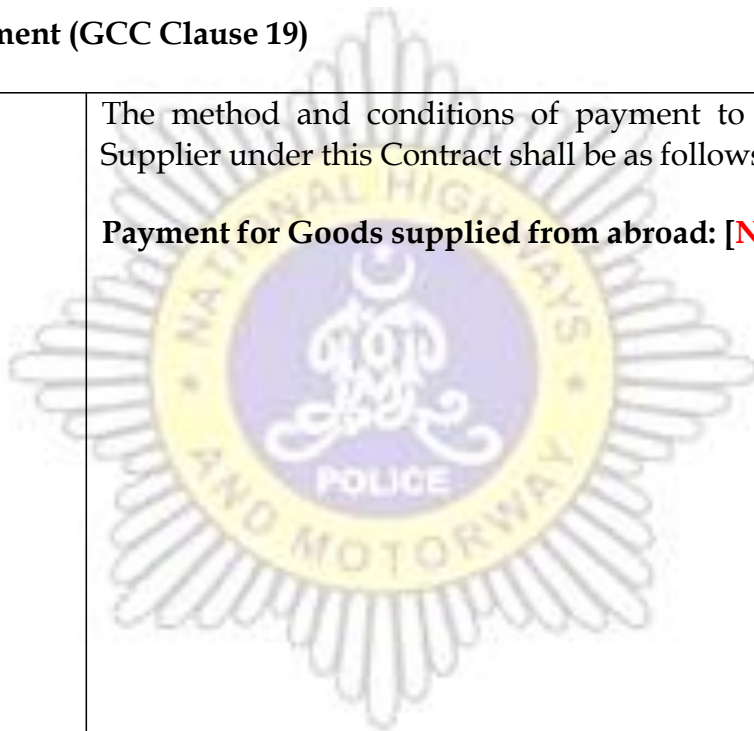 ment (GCC Clause 19)
The method and conditions of payment to
Supplier under this Contract shall be as follows
Payment for Goods supplied from abroad: [N
NATIONAL HIGHWAYS
AND MOTORWAY
POLICE